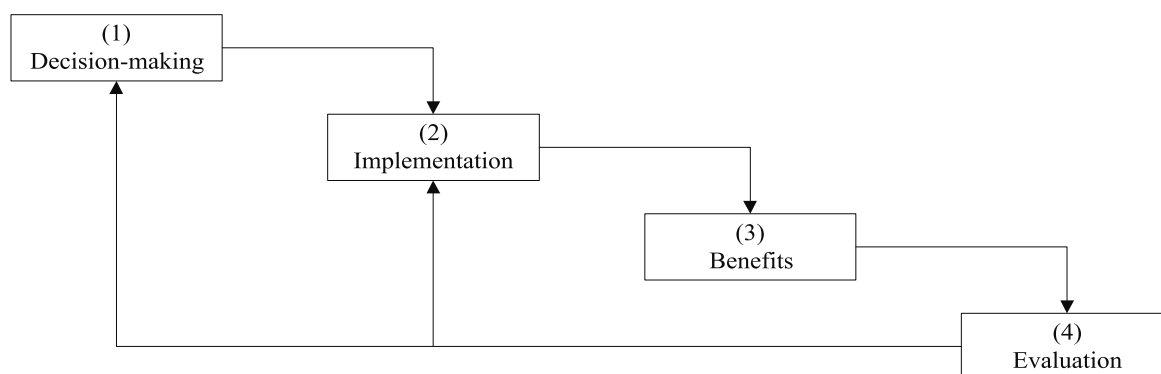 (1)
Decision-making
(2)
Implementation
(3)
Benefits
(4)
Evaluation